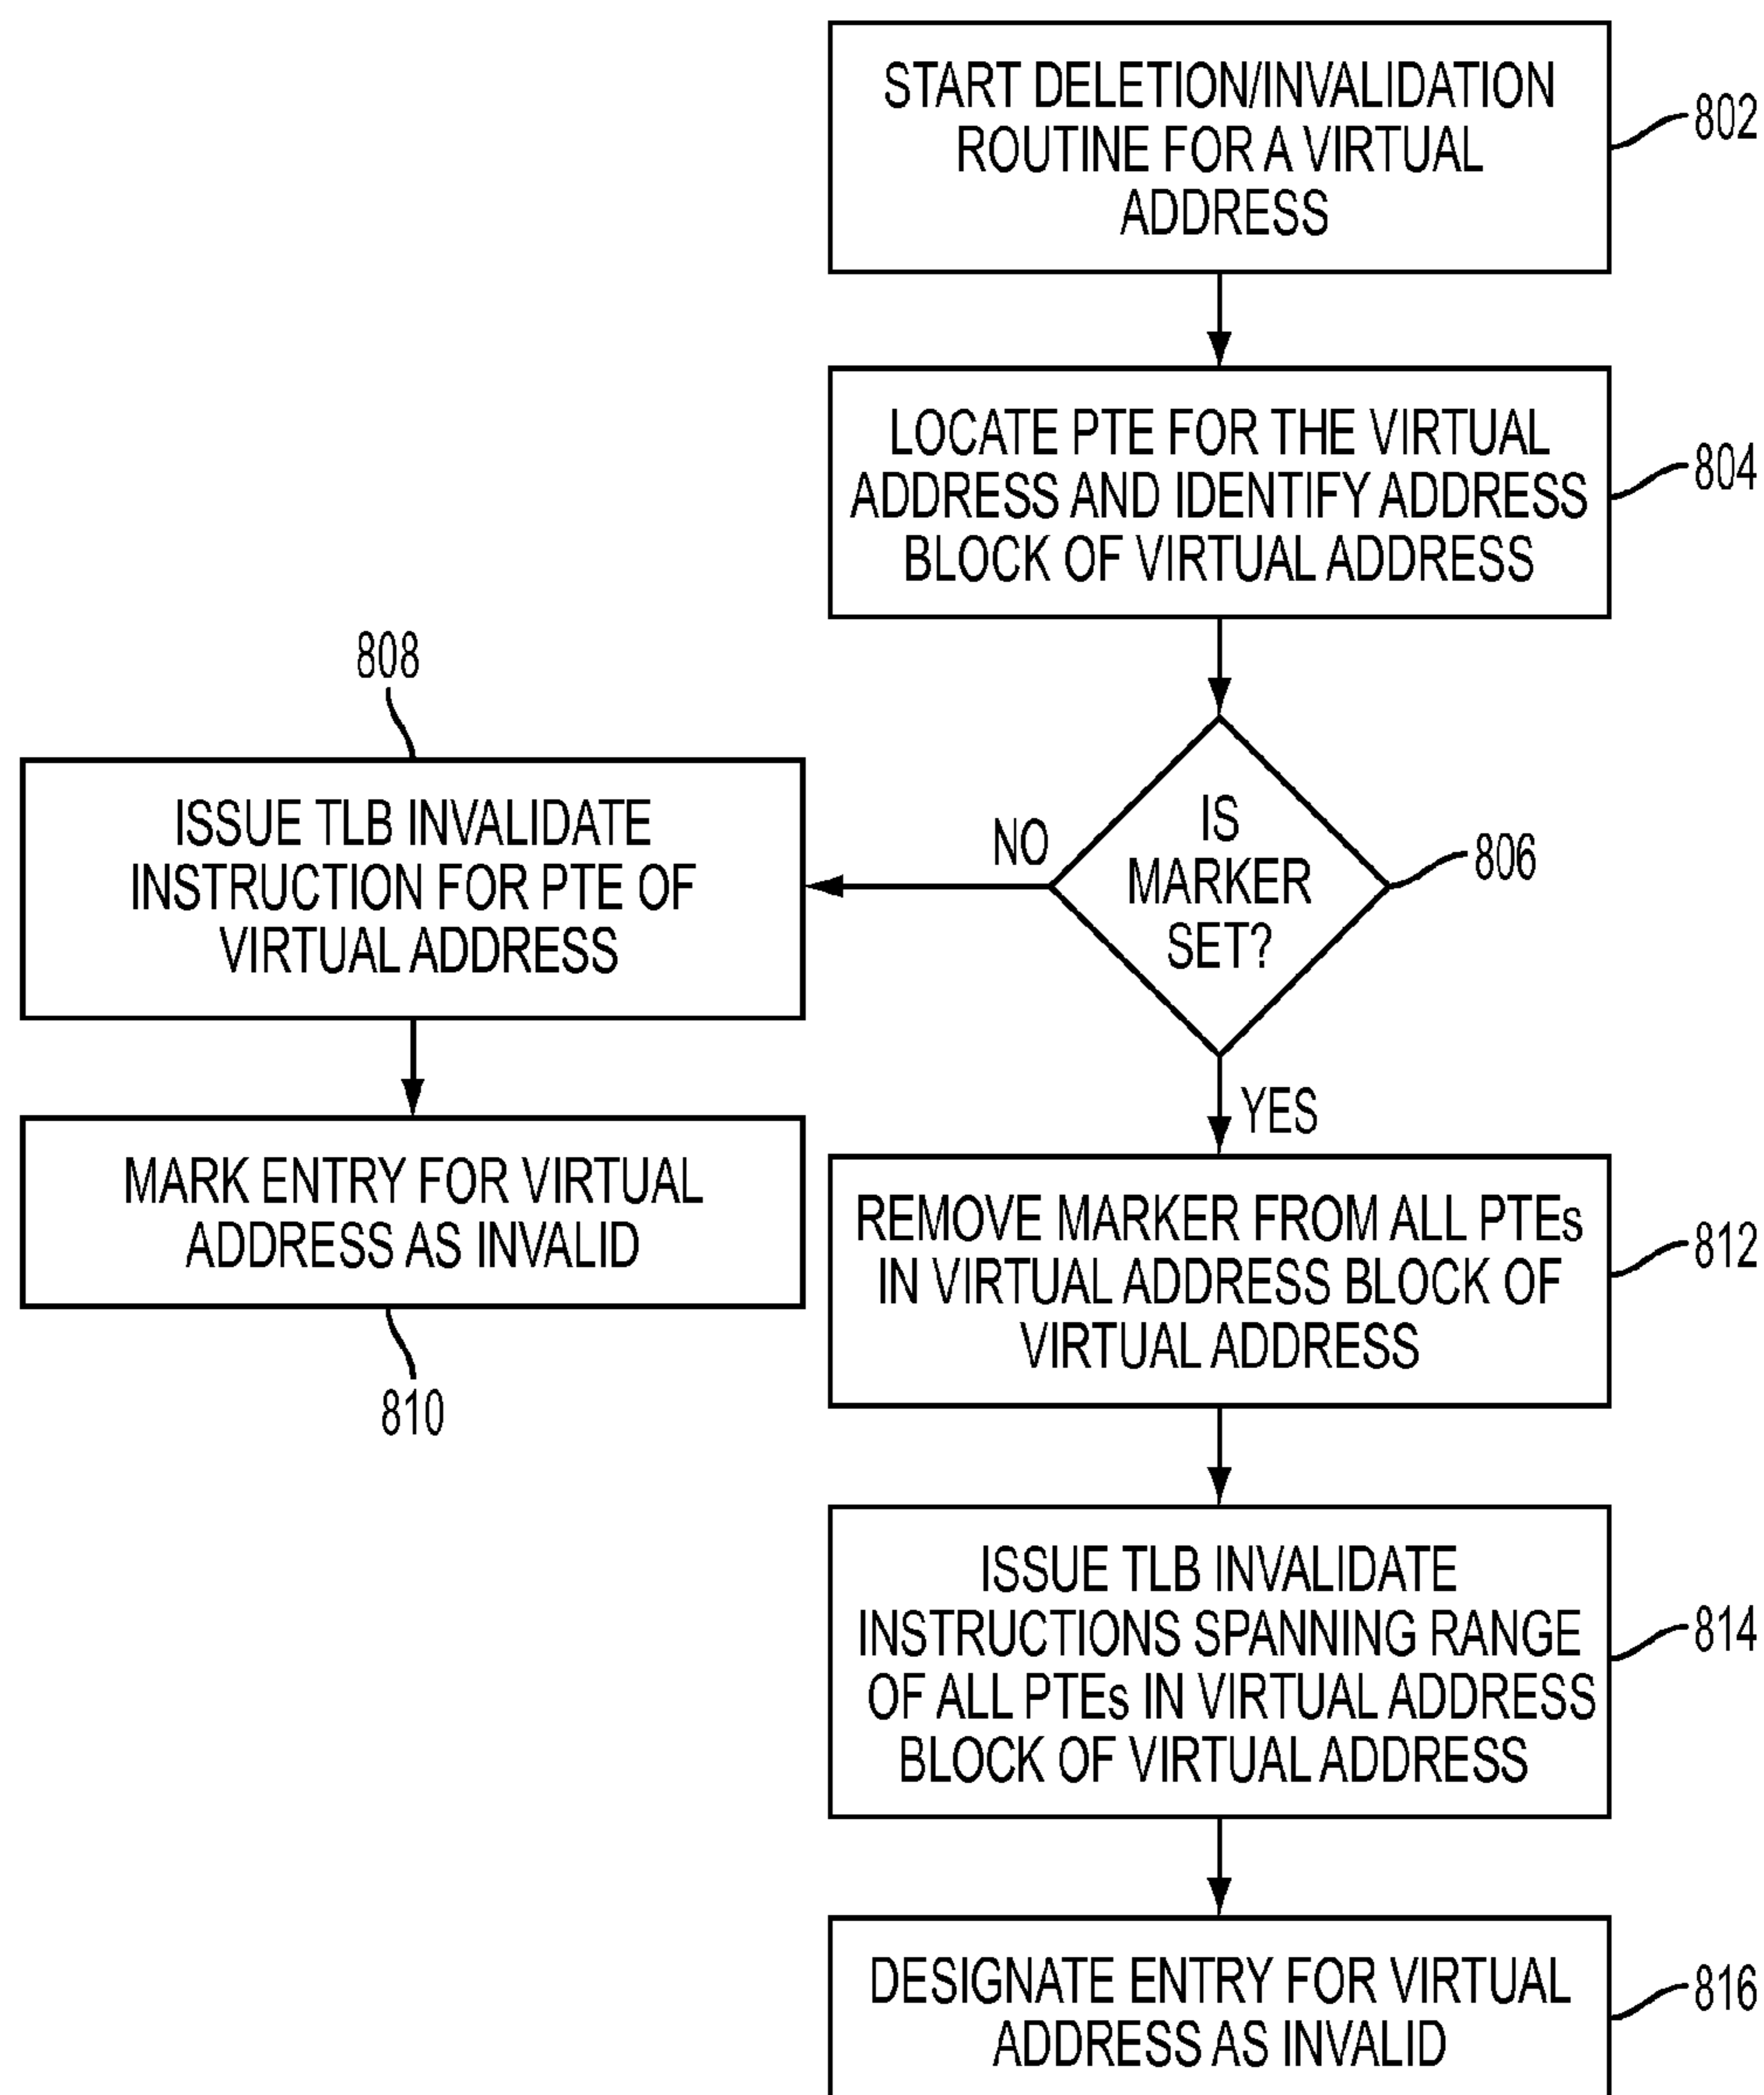 START DELETION/INVALIDATION
ROUTINE FOR A VIRTUAL
ADDRESS
802
LOCATE PTE FOR THE VIRTUAL
ADDRESS AND IDENTIFY ADDRESS
BLOCK OF VIRTUAL ADDRESS
804
IS
MARKER
SET?
806
NO
808
ISSUE TLB INVALIDATE
INSTRUCTION FOR PTE OF
VIRTUAL ADDRESS
MARK ENTRY FOR VIRTUAL
ADDRESS AS INVALID
810
YES
REMOVE MARKER FROM ALL PTEs
IN VIRTUAL ADDRESS BLOCK OF
VIRTUAL ADDRESS
812
ISSUE TLB INVALIDATE
INSTRUCTIONS SPANNING RANGE
OF ALL PTEs IN VIRTUAL ADDRESS
BLOCK OF VIRTUAL ADDRESS
814
DESIGNATE ENTRY FOR VIRTUAL
ADDRESS AS INVALID
816